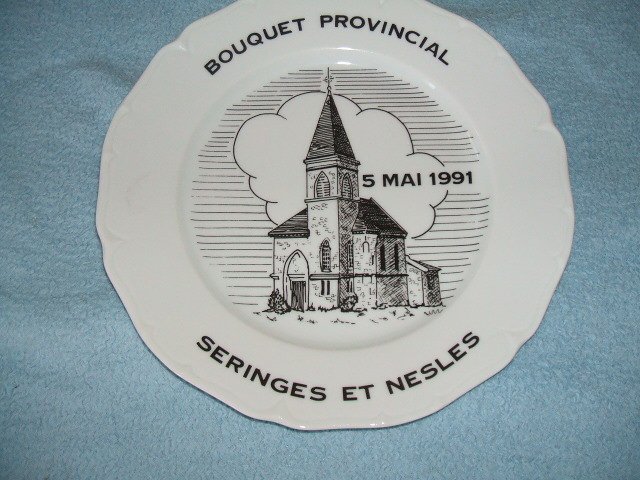 BOUQUET PROVINCIAL
5 MAI 1991
SERINGES ET NESLES